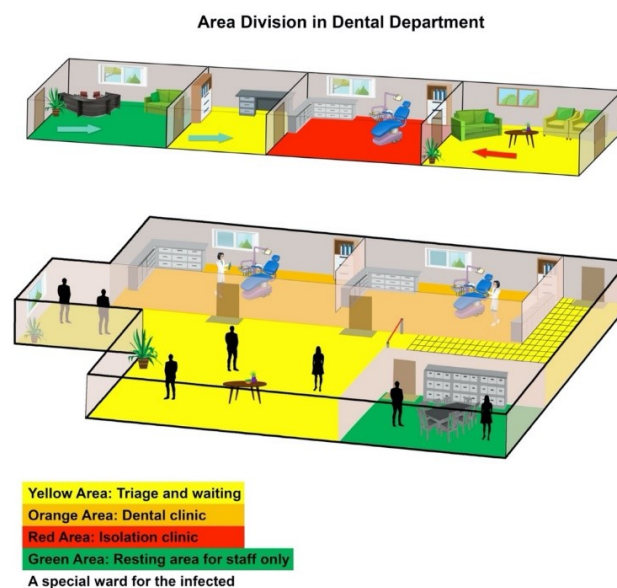 Area Division in Dental Department
Yellow Area: Triage and waiting
Orange Area: Dental clinic
Red Area: Isolation clinic
Green Area: Resting area for staff only
A special ward for the infected